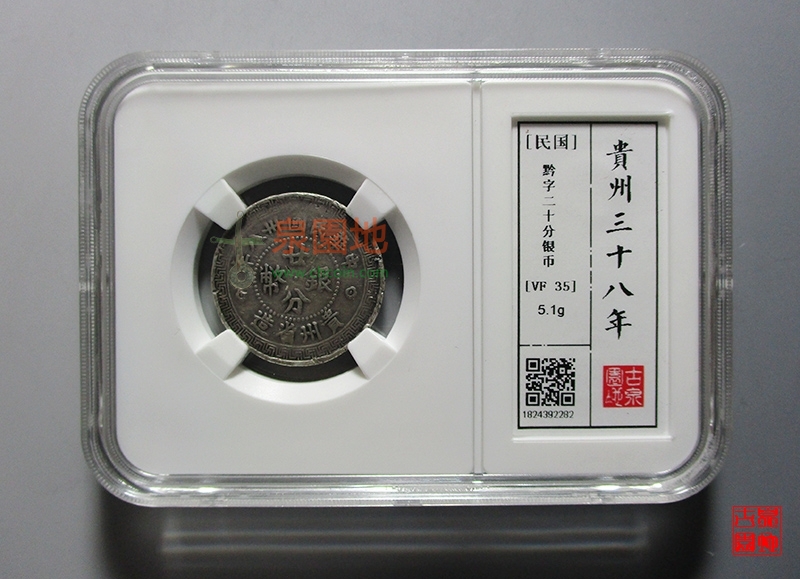 貴州三十八年
[民国]
黔字二十分银币
[VF 35]
5.1g
1824392282
古泉園地
泉園地
銀
幣
分
貴州省造